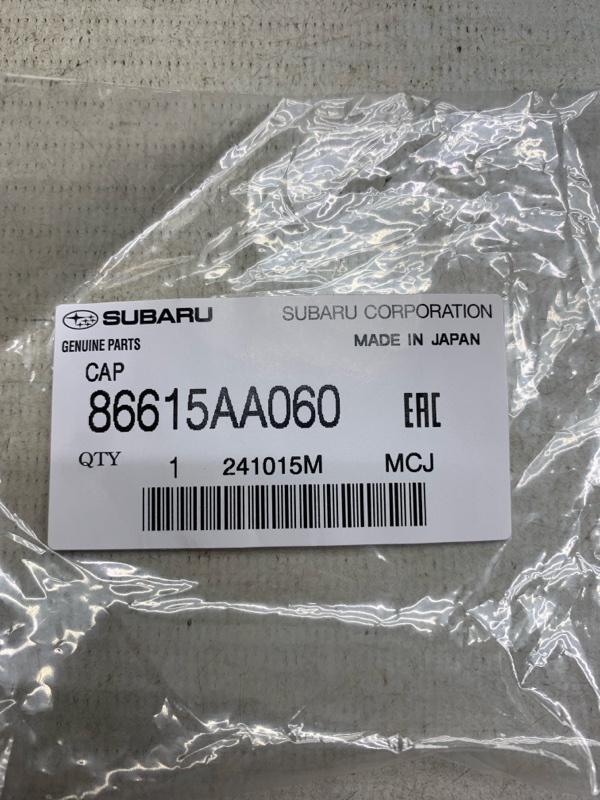 SUBARU SUBARU CORPORATION
GENUINE PARTS MADE IN JAPAN
CAP
86615AA060 EAC
QTY 1 241015M MCJ